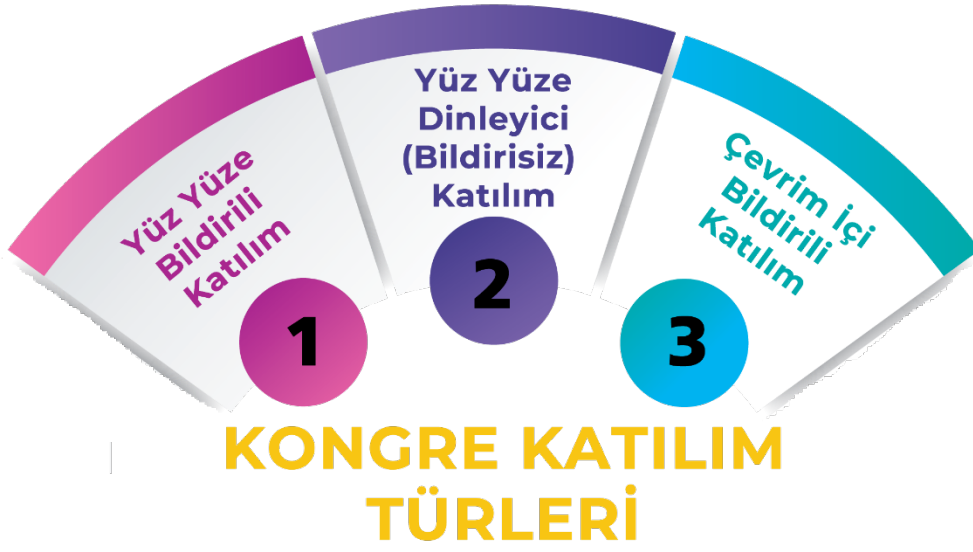 Yüz Yüze
Bildirili
Katılım
1
Yüz Yüze
Dinleyici
(Bildirisiz)
Katılım
2
Çevrim İçi
Bildirili
Katılım
3
KONGRE KATILIM
TÜRLERİ